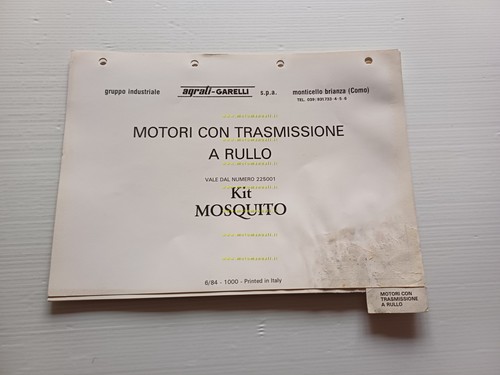 gruppo industriale agrati-GARELLI s.p.a. monticello brianza (Como)
MOTORI CON TRASMISSIONE
A RULLO
VALE DAL NUMERO 225001
Kit
MOSQUITO
6/84 - 1000 - Printed in Italy
MOTORI CON
TRASMISSIONE
A RULLO